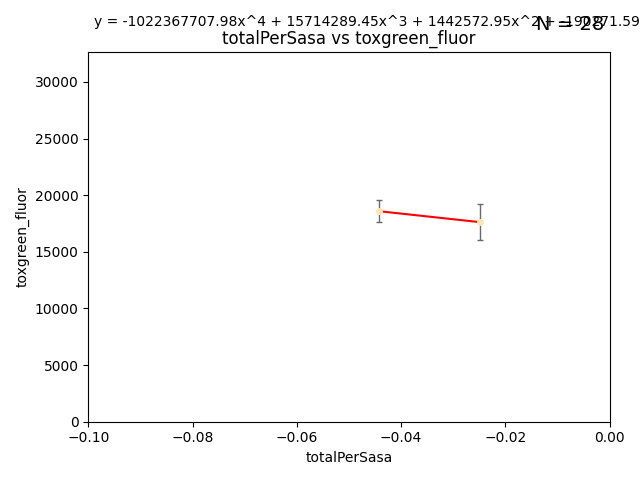 y = -1022367707.98x^4 + 15714289.45x^3 + 1442572.95x^2 +
N = 28
totalPerSasa vs toxgreen_fluor
toxgreen_fluor
30000
25000
20000
15000
10000
5000
0
−0.10 −0.08 −0.06 −0.04 −0.02 0.00
totalPerSasa